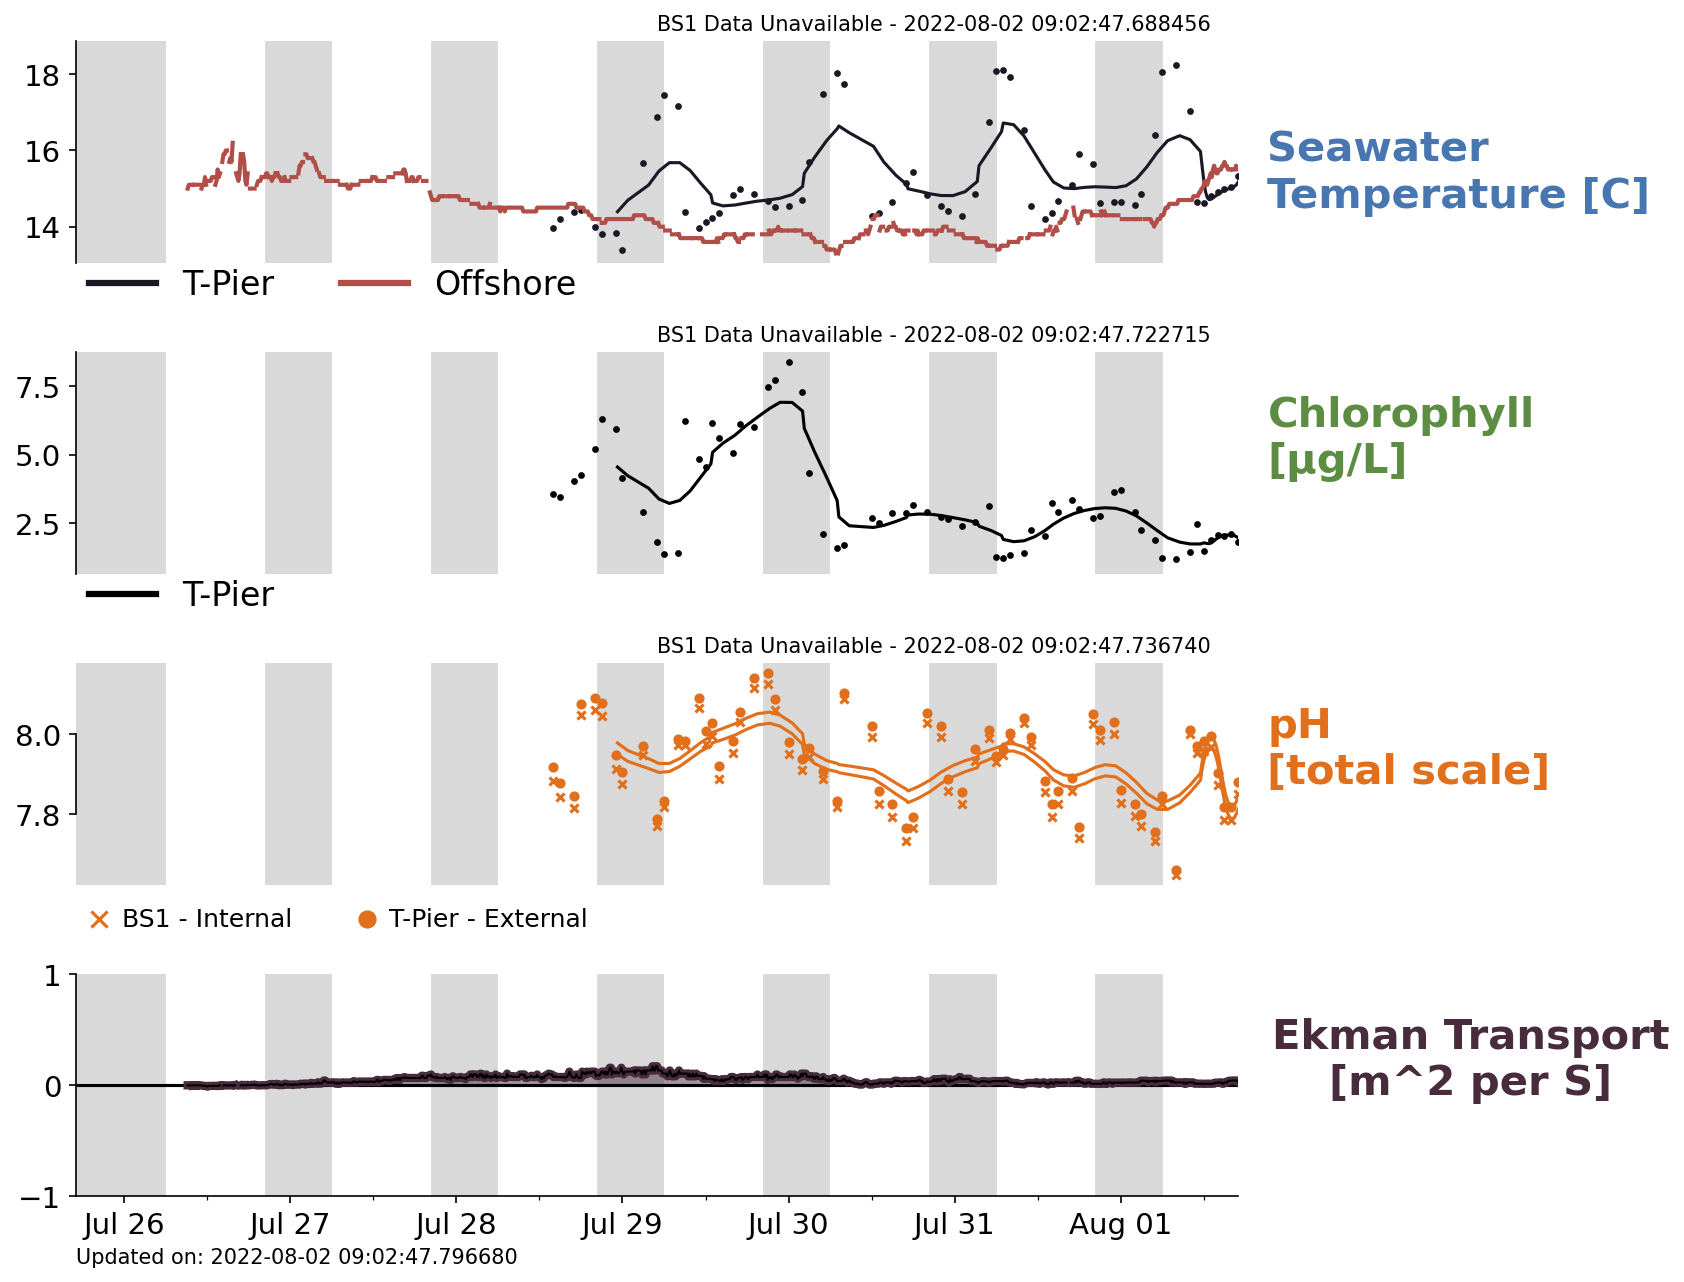 BS1 Data Unavailable - 2022-08-02 09:02:47.688456
18
16
14
Seawater
Temperature [C]
T-Pier
Offshore
BS1 Data Unavailable - 2022-08-02 09:02:47.722715
7.5
5.0
2.5
Chlorophyll
[µg/L]
T-Pier
BS1 Data Unavailable - 2022-08-02 09:02:47.736740
8.0
7.8
pH
[total scale]
BS1 - Internal
T-Pier - External
1
0
−1
Ekman Transport
[m^2 per S]
Jul 26 Jul 27 Jul 28 Jul 29 Jul 30 Jul 31 Aug 01
Updated on: 2022-08-02 09:02:47.796680